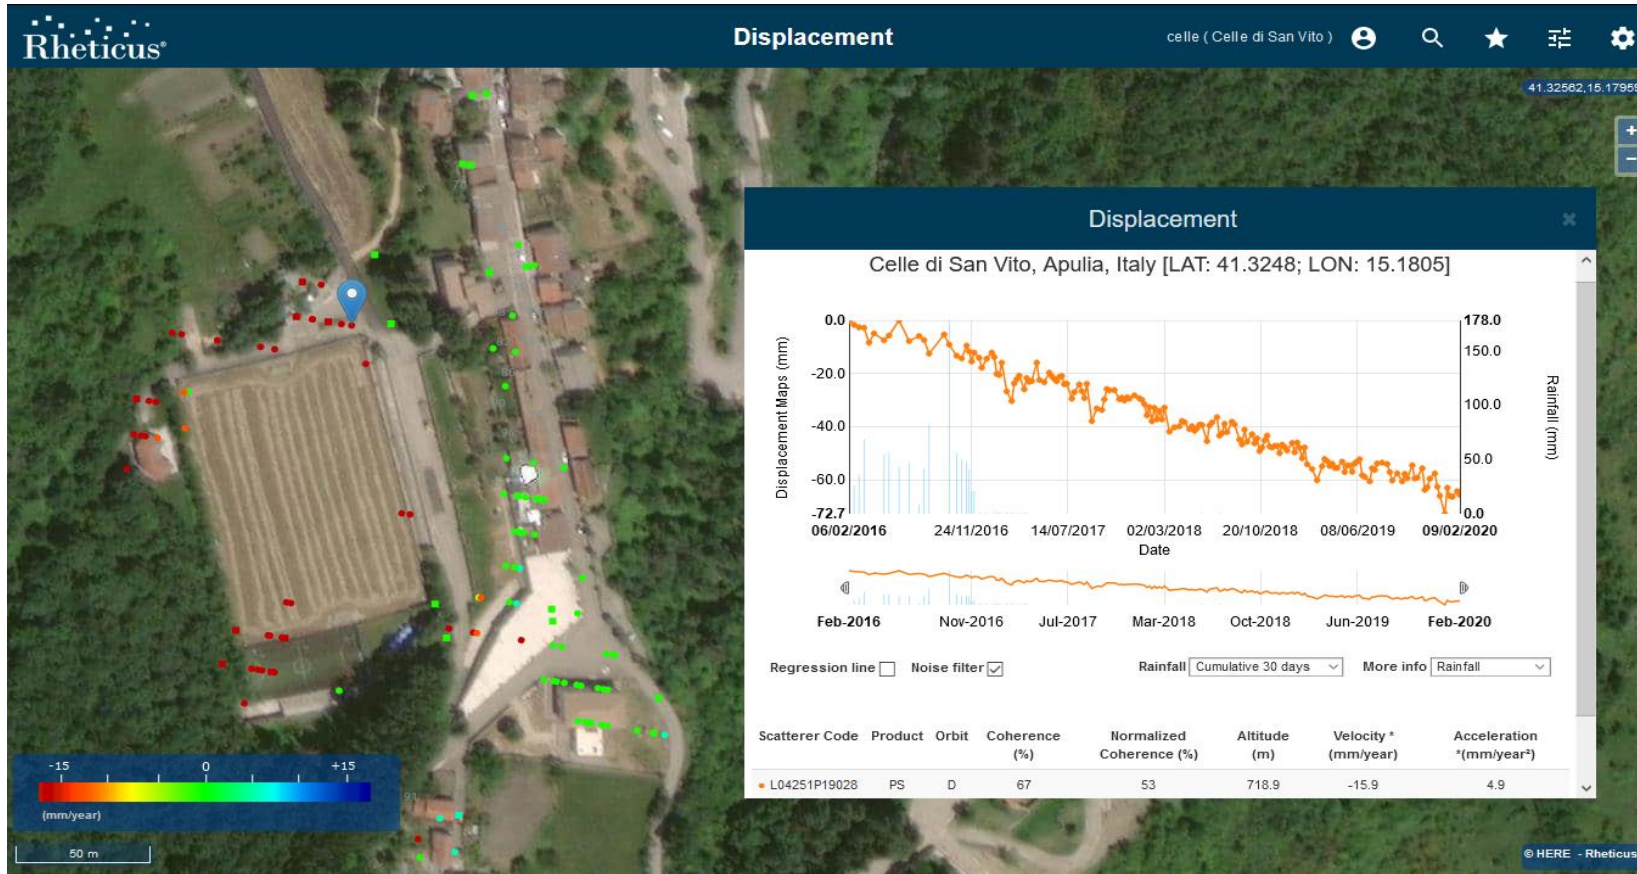 Rheticus®
Displacement
celle ( Celle di San Vito )
41.32562,15.17959
+
−
Displacement
Celle di San Vito, Apulia, Italy [LAT: 41.3248; LON: 15.1805]
Displacement Maps (mm)
0.0
-20.0
-40.0
-60.0
-72.7
178.0
150.0
100.0
50.0
0.0
Rainfall (mm)
06/02/2016 24/11/2016 14/07/2017 02/03/2018 20/10/2018 08/06/2019 09/02/2020
Date
Feb-2016 Nov-2016 Jul-2017 Mar-2018 Oct-2018 Jun-2019 Feb-2020
Regression line Noise filter Rainfall Cumulative 30 days More info Rainfall
Scatterer Code Product Orbit Coherence (%) Normalized Coherence (%) Altitude (m) Velocity * (mm/year) Acceleration *(mm/year²)
L04251P19028 PS D 67 53 718.9 -15.9 4.9
-15 0 +15
(mm/year)
50 m
91
© HERE - Rheticus